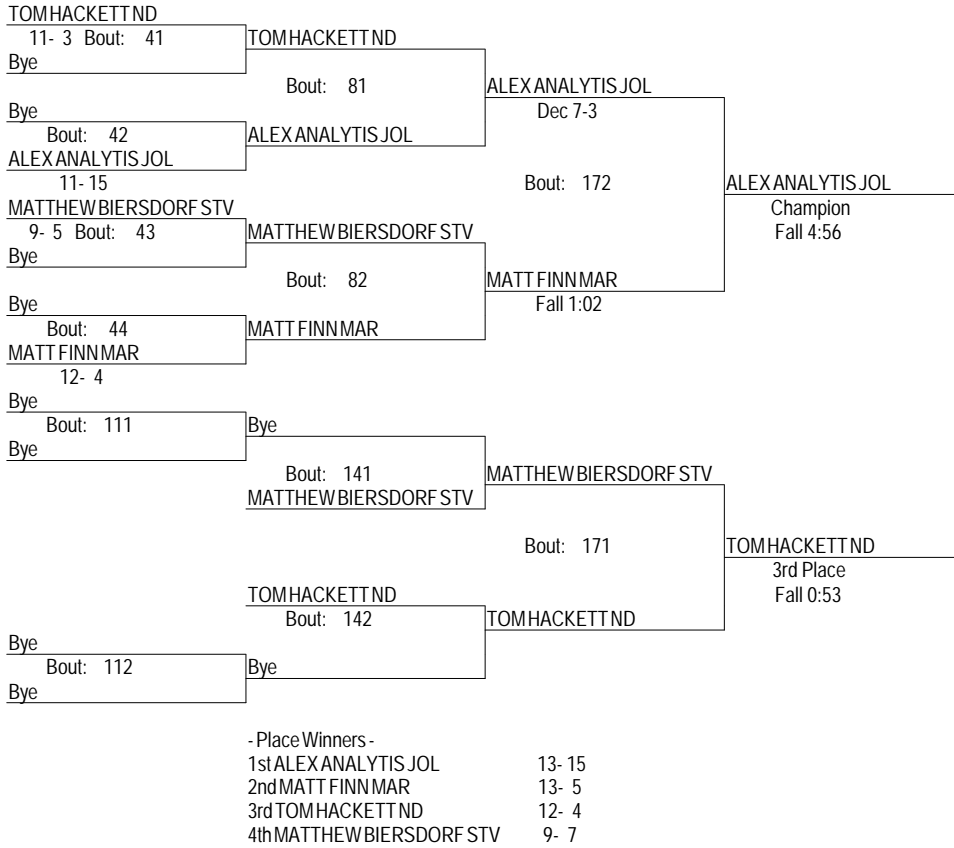 TOM HACKETT ND
11- 3 Bout: 41
TOM HACKETT ND
Bye
Bout: 81
ALEX ANALYTIS JOL
Bye
Dec 7-3
Bout: 42
ALEX ANALYTIS JOL
ALEX ANALYTIS JOL
11- 15
Bout: 172
ALEX ANALYTIS JOL
MATTHEW BIERSDORF STV
Champion
9- 5 Bout: 43
MATTHEW BIERSDORF STV
Fall 4:56
Bye
Bout: 82
MATT FINN MAR
Bye
Fall 1:02
Bout: 44
MATT FINN MAR
MATT FINN MAR
12- 4
Bye
Bout: 111
Bye
Bye
Bout: 141
MATTHEW BIERSDORF STV
MATTHEW BIERSDORF STV
Bout: 171
TOM HACKETT ND
3rd Place
TOM HACKETT ND
Fall 0:53
Bout: 142
TOM HACKETT ND
Bye
Bout: 112
Bye
Bye
- Place Winners -
1st ALEX ANALYTIS JOL 13- 15
2nd MATT FINN MAR 13- 5
3rd TOM HACKETT ND 12- 4
4th MATTHEW BIERSDORF STV 9- 7